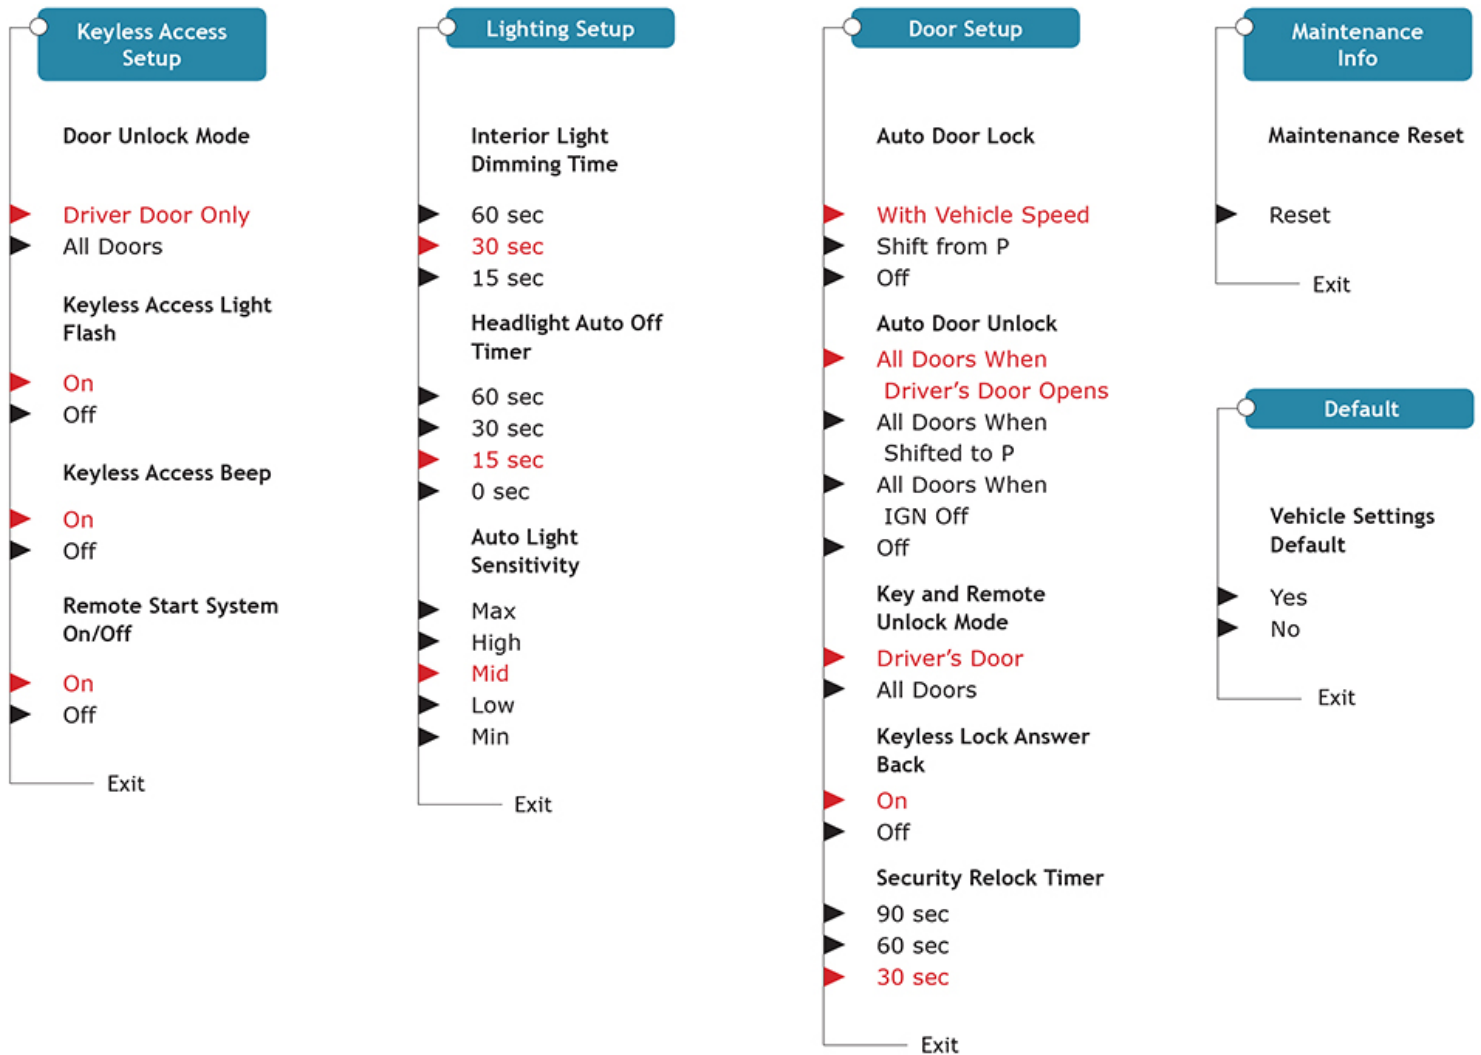 Keyless Access
Setup
Door Unlock Mode
Driver Door Only
All Doors
Keyless Access Light
Flash
On
Off
Keyless Access Beep
On
Off
Remote Start System
On/Off
On
Off
Exit
Lighting Setup
Interior Light
Dimming Time
60 sec
30 sec
15 sec
Headlight Auto Off
Timer
60 sec
30 sec
15 sec
0 sec
Auto Light
Sensitivity
Max
High
Mid
Low
Min
Exit
Door Setup
Auto Door Lock
With Vehicle Speed
Shift from P
Off
Auto Door Unlock
All Doors When
Driver's Door Opens
All Doors When
Shifted to P
All Doors When
IGN Off
Off
Key and Remote
Unlock Mode
Driver's Door
All Doors
Keyless Lock Answer
Back
On
Off
Security Relock Timer
90 sec
60 sec
30 sec
Exit
Maintenance
Info
Maintenance Reset
Reset
Exit
Default
Vehicle Settings
Default
Yes
No
Exit